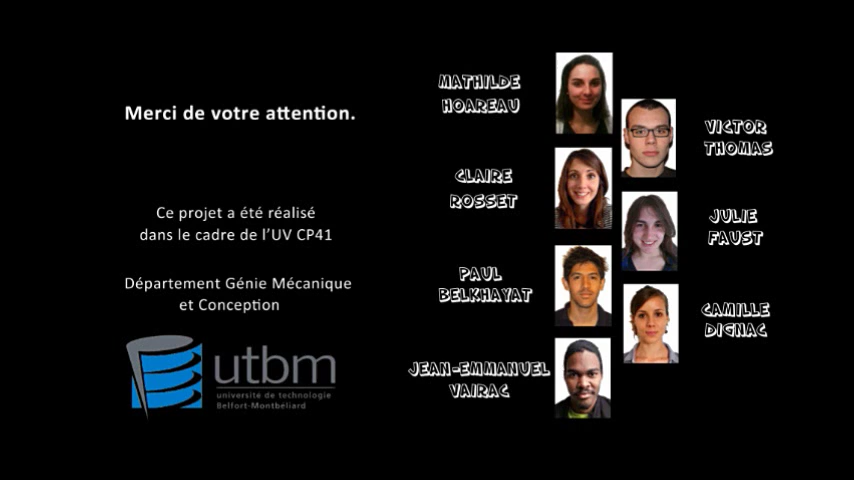 Merci de votre attention.
Ce projet a été réalisé
dans le cadre de l'UV CP41
Département Génie Mécanique
et Conception
utbm
université de technologie
Belfort-Montbéliard
MATHILDE
HOAREAU
VICTOR
THOMAS
CLAIRE
ROSSET
JULIE
FAUST
PAUL
BELKHAYAT
CAMILLE
DIGNAC
JEAN-EMMANUEL
VAIRAC